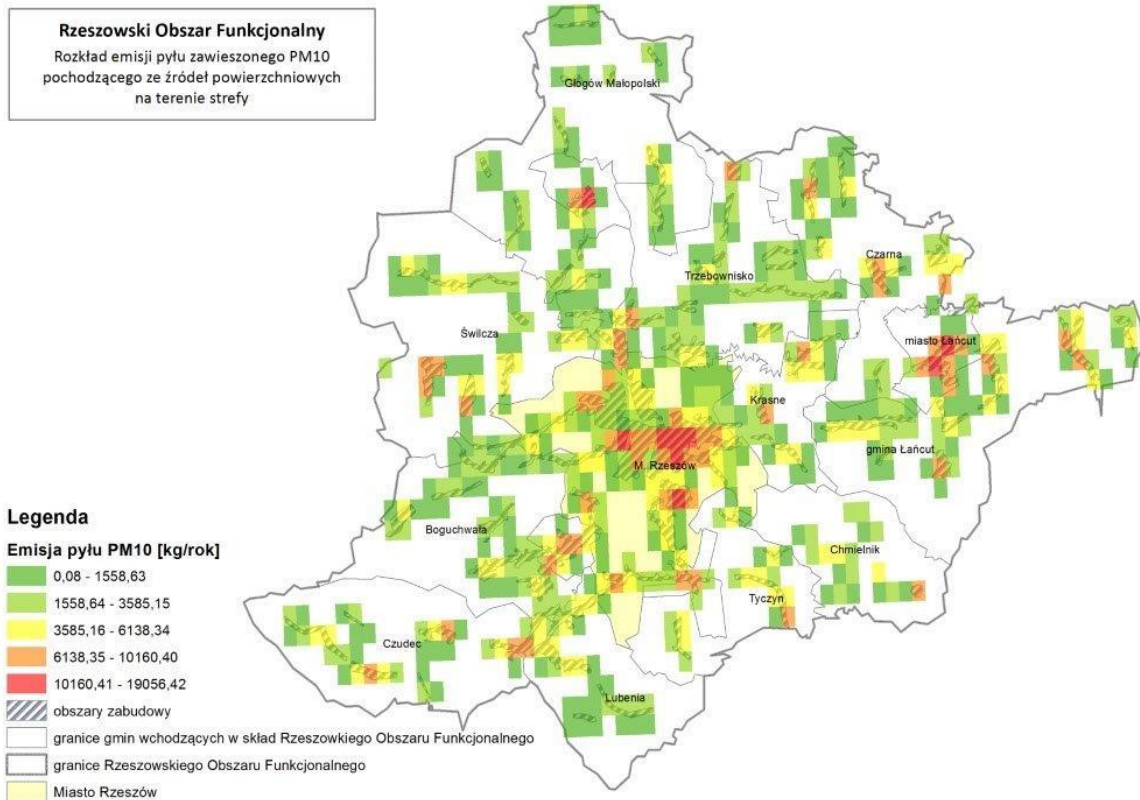 Rzeszowski Obszar Funkcjonalny
Rozkład emisji pyłu zawieszonego PM10
pochodzącego ze źródeł powierzchniowych
na terenie strefy
Głogów Małopolski
Czarna
Trzebownisko
Świlcza
miasto Łańcut
Krasne
gmina Łańcut
M. Rzeszów
Boguchwała
Chmielnik
Tyczyn
Czudec
Lubenia
Legenda
Emisja pyłu PM10 [kg/rok]
0,08 - 1558,63
1558,64 - 3585,15
3585,16 - 6138,34
6138,35 - 10160,40
10160,41 - 19056,42
obszary zabudowy
granice gmin wchodzących w skład Rzeszowkiego Obszaru Funkcjonalnego
granice Rzeszowskiego Obszaru Funkcjonalnego
Miasto Rzeszów